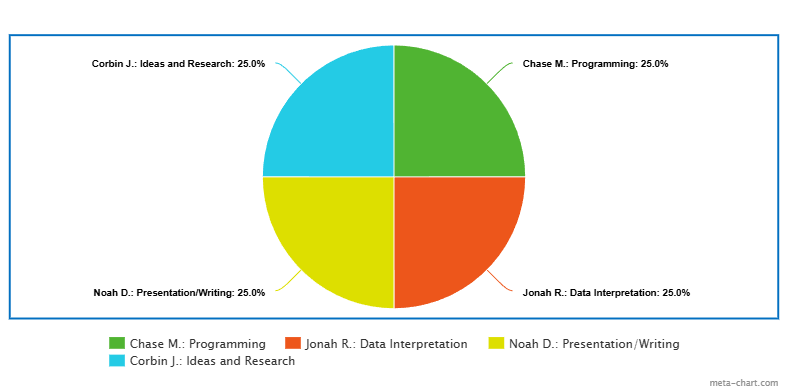 Corbin J.: Ideas and Research: 25.0%
Chase M.: Programming: 25.0%
Noah D.: Presentation/Writing: 25.0%
Jonah R.: Data Interpretation: 25.0%
Chase M.: Programming
Jonah R.: Data Interpretation
Noah D.: Presentation/Writing
Corbin J.: Ideas and Research
meta-chart.com